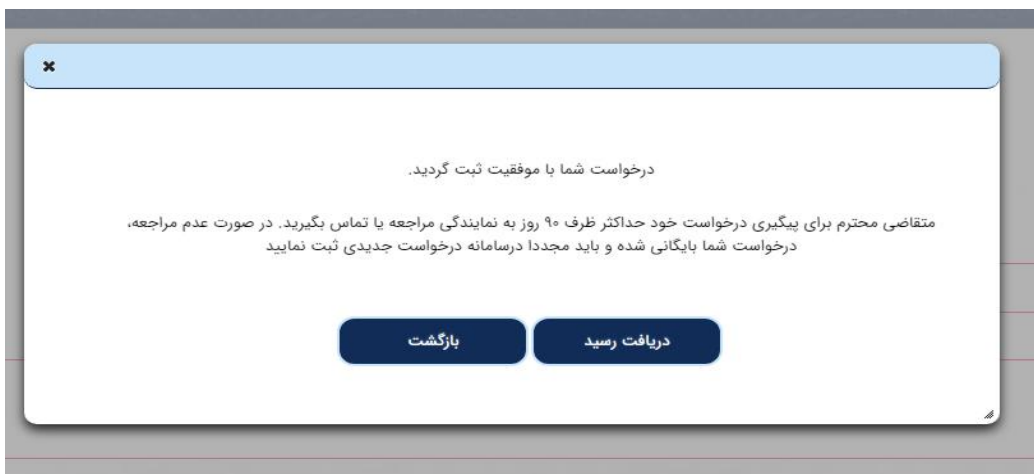 درخواست شما با موفقیت ثبت گردید.
متقاضی محترم برای پیگیری درخواست خود حداکثر ظرف ۹۰ روز به نمایندگی مراجعه یا تماس بگیرید. در صورت عدم مراجعه،
درخواست شما بایگانی شده و باید مجددا درسامانه درخواست جدیدی ثبت نمایید
دریافت رسید
بازگشت